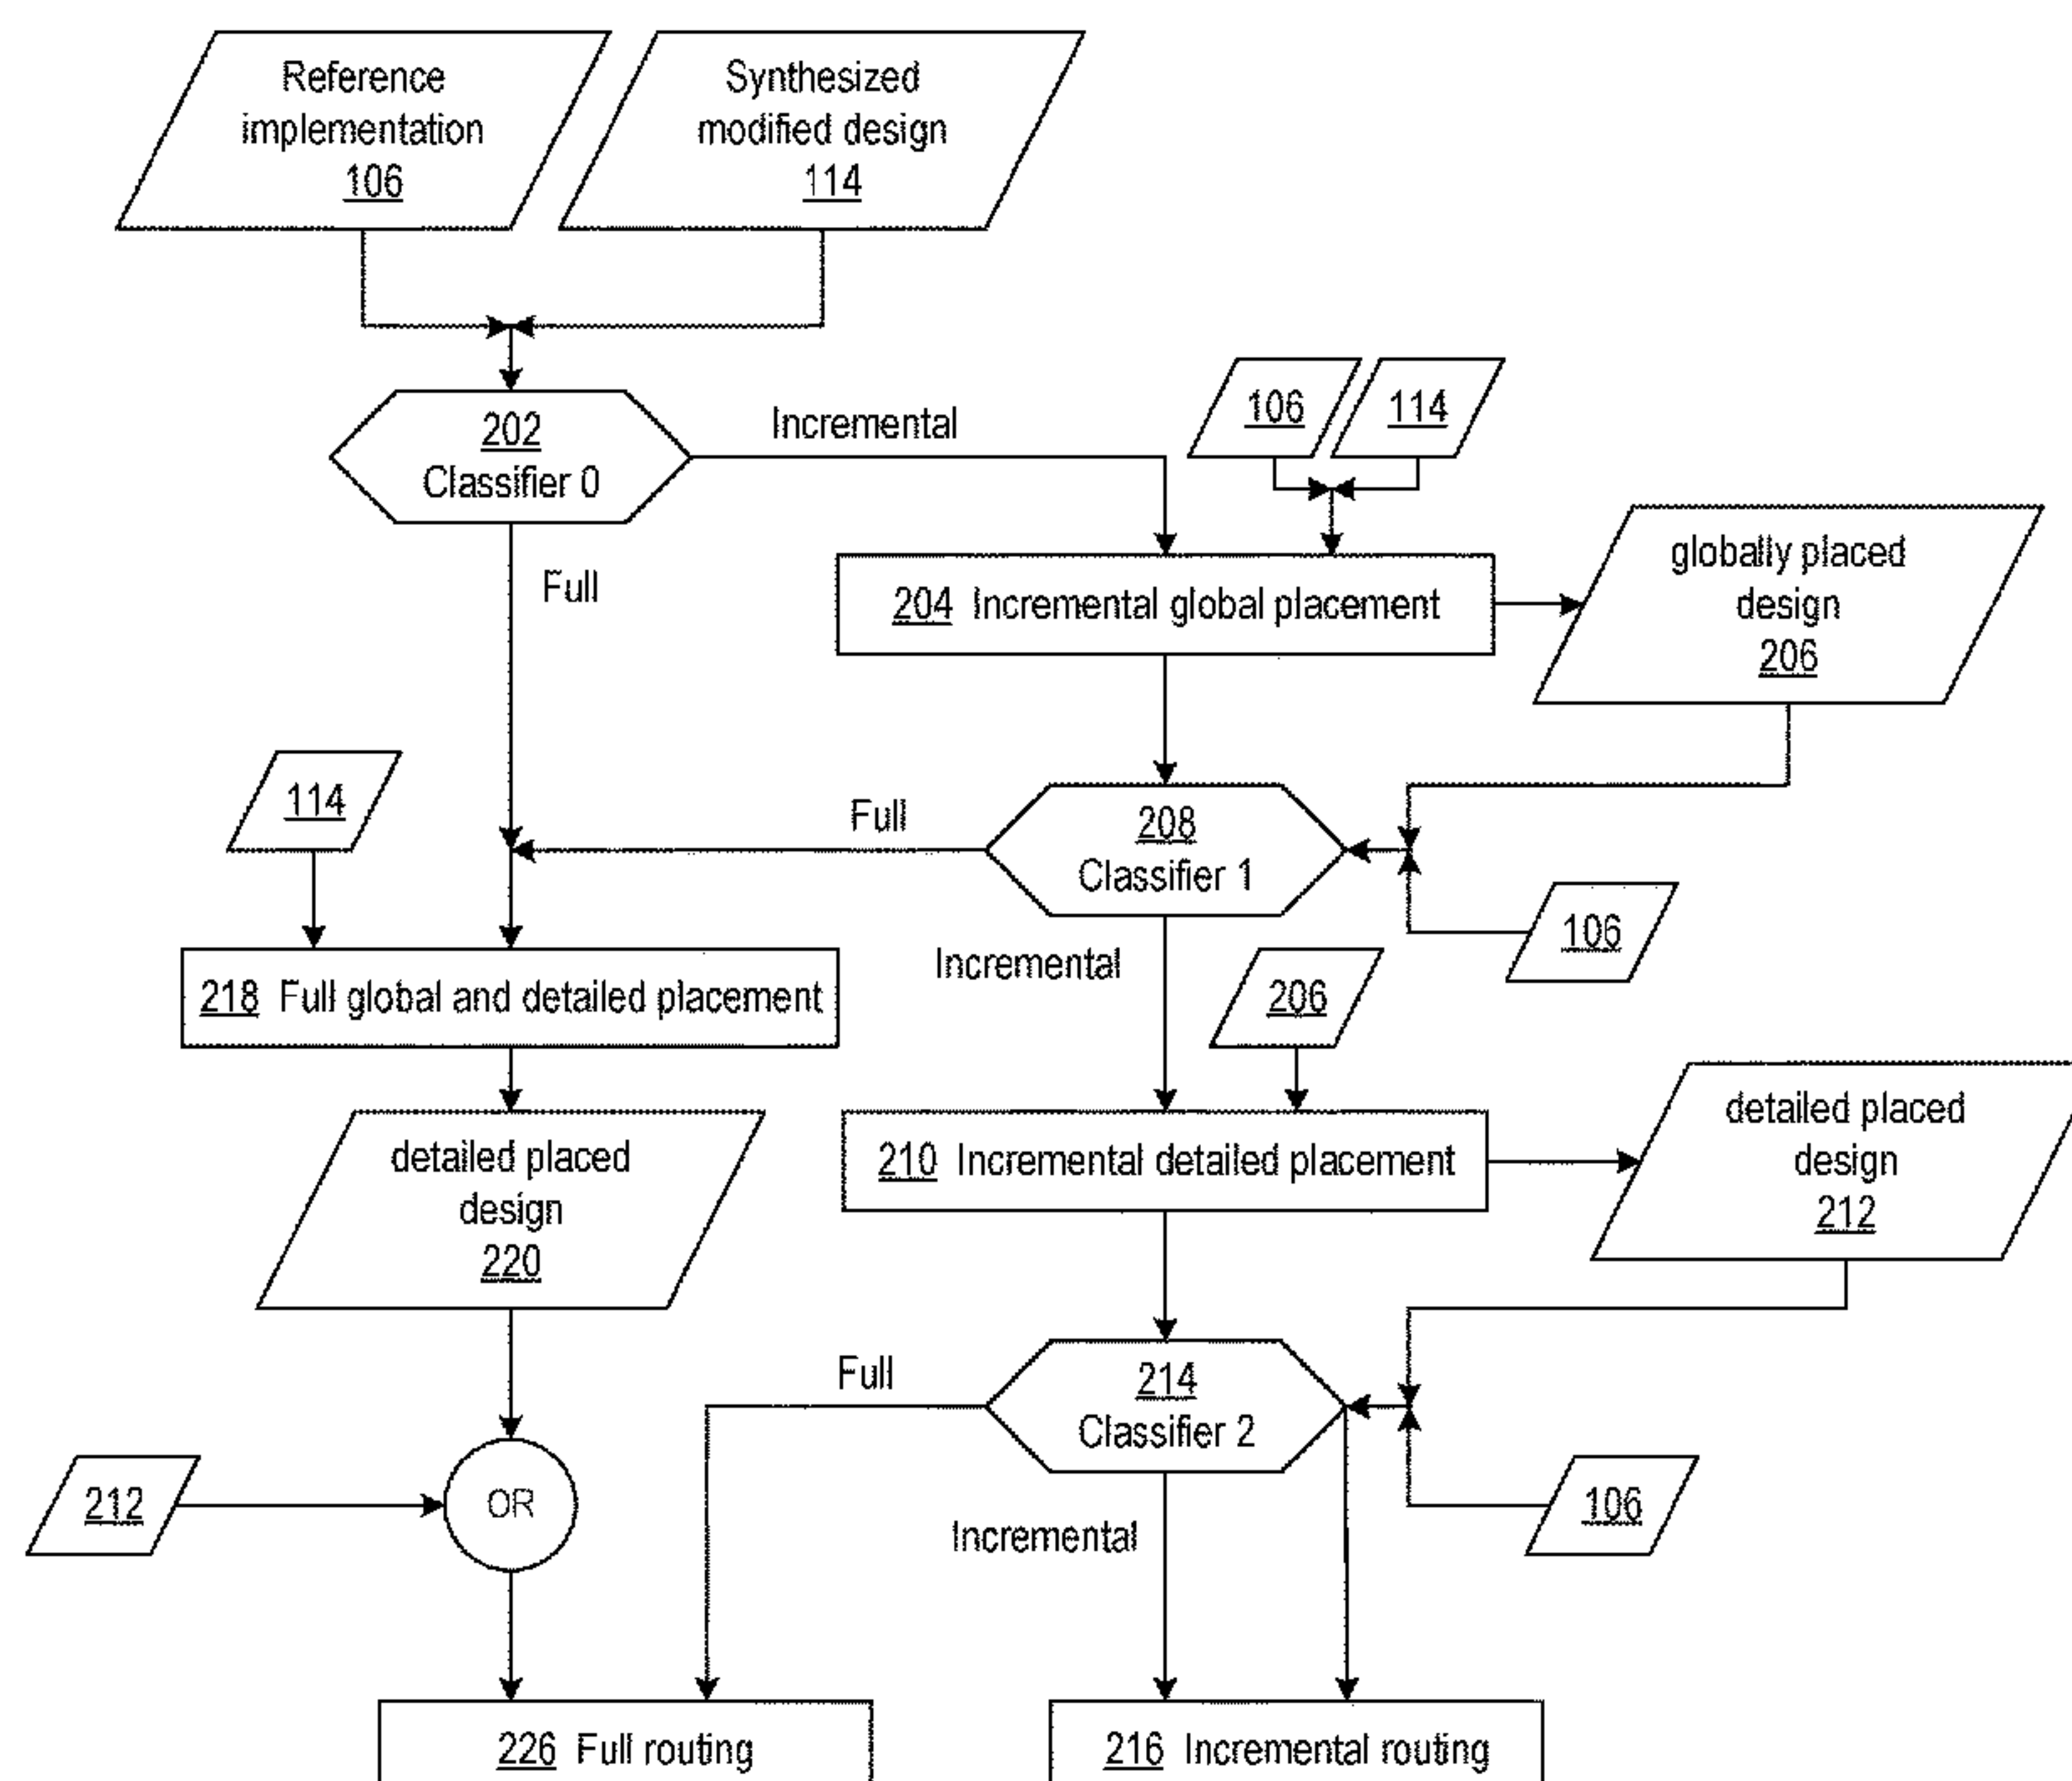 Reference
implementation
106
Synthesized
modified design
114
202
Classifier 0
Incremental
106
114
Full
204 Incremental global placement
globally placed
design
206
114
Full
208
Classifier 1
106
Incremental
218 Full global and detailed placement
206
detailed placed
design
220
210 Incremental detailed placement
detailed placed
design
212
Full
214
Classifier 2
212
OR
Incremental
106
226 Full routing
216 Incremental routing